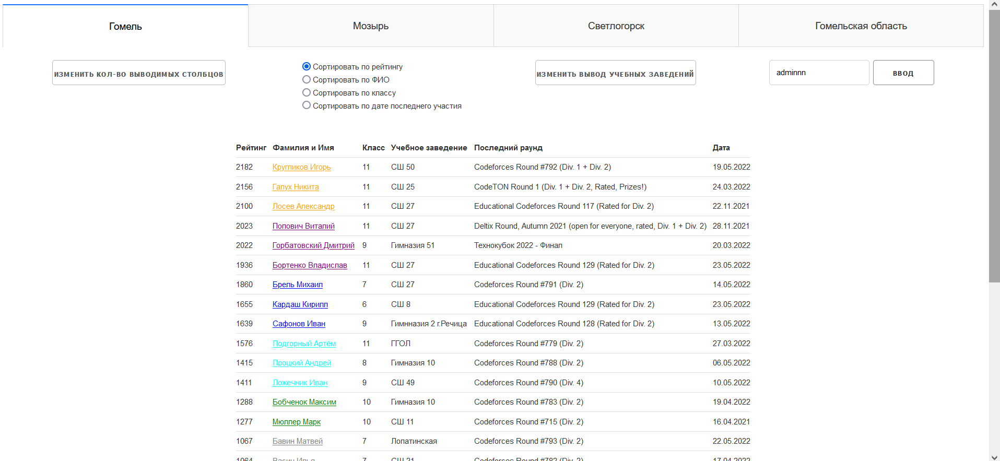 Гомель Мозырь Светлогорск Гомельская область
ИЗМЕНИТЬ КОЛ-ВО ВЫВОДИМЫХ СТОЛБЦОВ
Сортировать по рейтингу
Сортировать по ФИО
Сортировать по классу
Сортировать по дате последнего участия
ИЗМЕНИТЬ ВЫВОД УЧЕБНЫХ ЗАВЕДЕНИЙ
adminnn ВВОД
Рейтинг Фамилия и Имя Класс Учебное заведение Последний раунд Дата
2182 Кругликов Игорь 11 СШ 50 Codeforces Round #792 (Div. 1 + Div. 2) 19.05.2022
2156 Гапух Никита 11 СШ 25 CodeTON Round 1 (Div. 1 + Div. 2, Rated, Prizes!) 24.03.2022
2100 Лосев Александр 11 СШ 27 Educational Codeforces Round 117 (Rated for Div. 2) 22.11.2021
2023 Попович Виталий 11 СШ 27 Deltix Round, Autumn 2021 (open for everyone, rated, Div. 1 + Div. 2) 28.11.2021
2022 Горбатовский Дмитрий 9 Гимназия 51 Технокубок 2022 - Финал 20.03.2022
1936 Бортенко Владислав 11 СШ 27 Educational Codeforces Round 129 (Rated for Div. 2) 23.05.2022
1860 Брель Михаил 7 СШ 27 Codeforces Round #791 (Div. 2) 14.05.2022
1655 Кардаш Кирилл 6 СШ 8 Educational Codeforces Round 129 (Rated for Div. 2) 23.05.2022
1639 Сафонов Иван 9 Гимнназия 2 г.Речица Educational Codeforces Round 128 (Rated for Div. 2) 13.05.2022
1576 Подгорный Артём 11 ГГОЛ Codeforces Round #779 (Div. 2) 27.03.2022
1415 Процкий Андрей 8 Гимназия 10 Codeforces Round #788 (Div. 2) 06.05.2022
1411 Ложечник Иван 9 СШ 49 Codeforces Round #790 (Div. 4) 10.05.2022
1288 Бобченок Максим 10 Гимназия 10 Codeforces Round #783 (Div. 2) 19.04.2022
1277 Мюллер Марк 10 СШ 11 Codeforces Round #715 (Div. 2) 16.04.2021
1067 Бавин Матвей 7 Лопатинская Codeforces Round #793 (Div. 2) 22.05.2022
1064 Васин Илья 7 СШ 21 Codeforces Round #782 (Div. 2) 17.04.2022